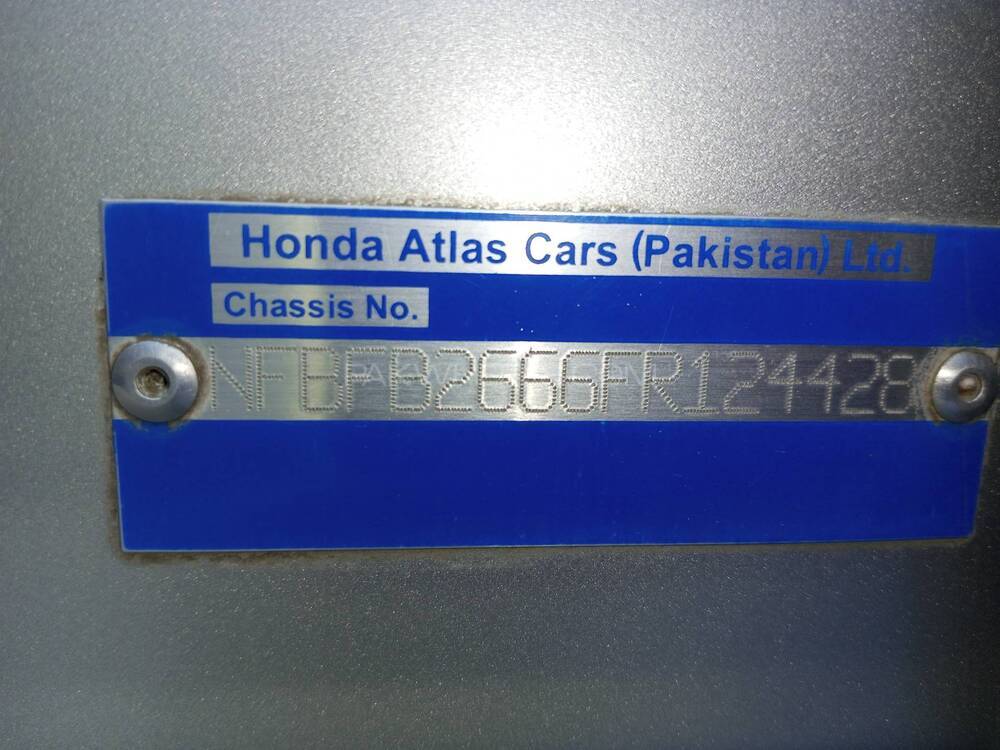 Honda Atlas Cars (Pakistan) Ltd.
Chassis No.
NFBFB2666FR124428